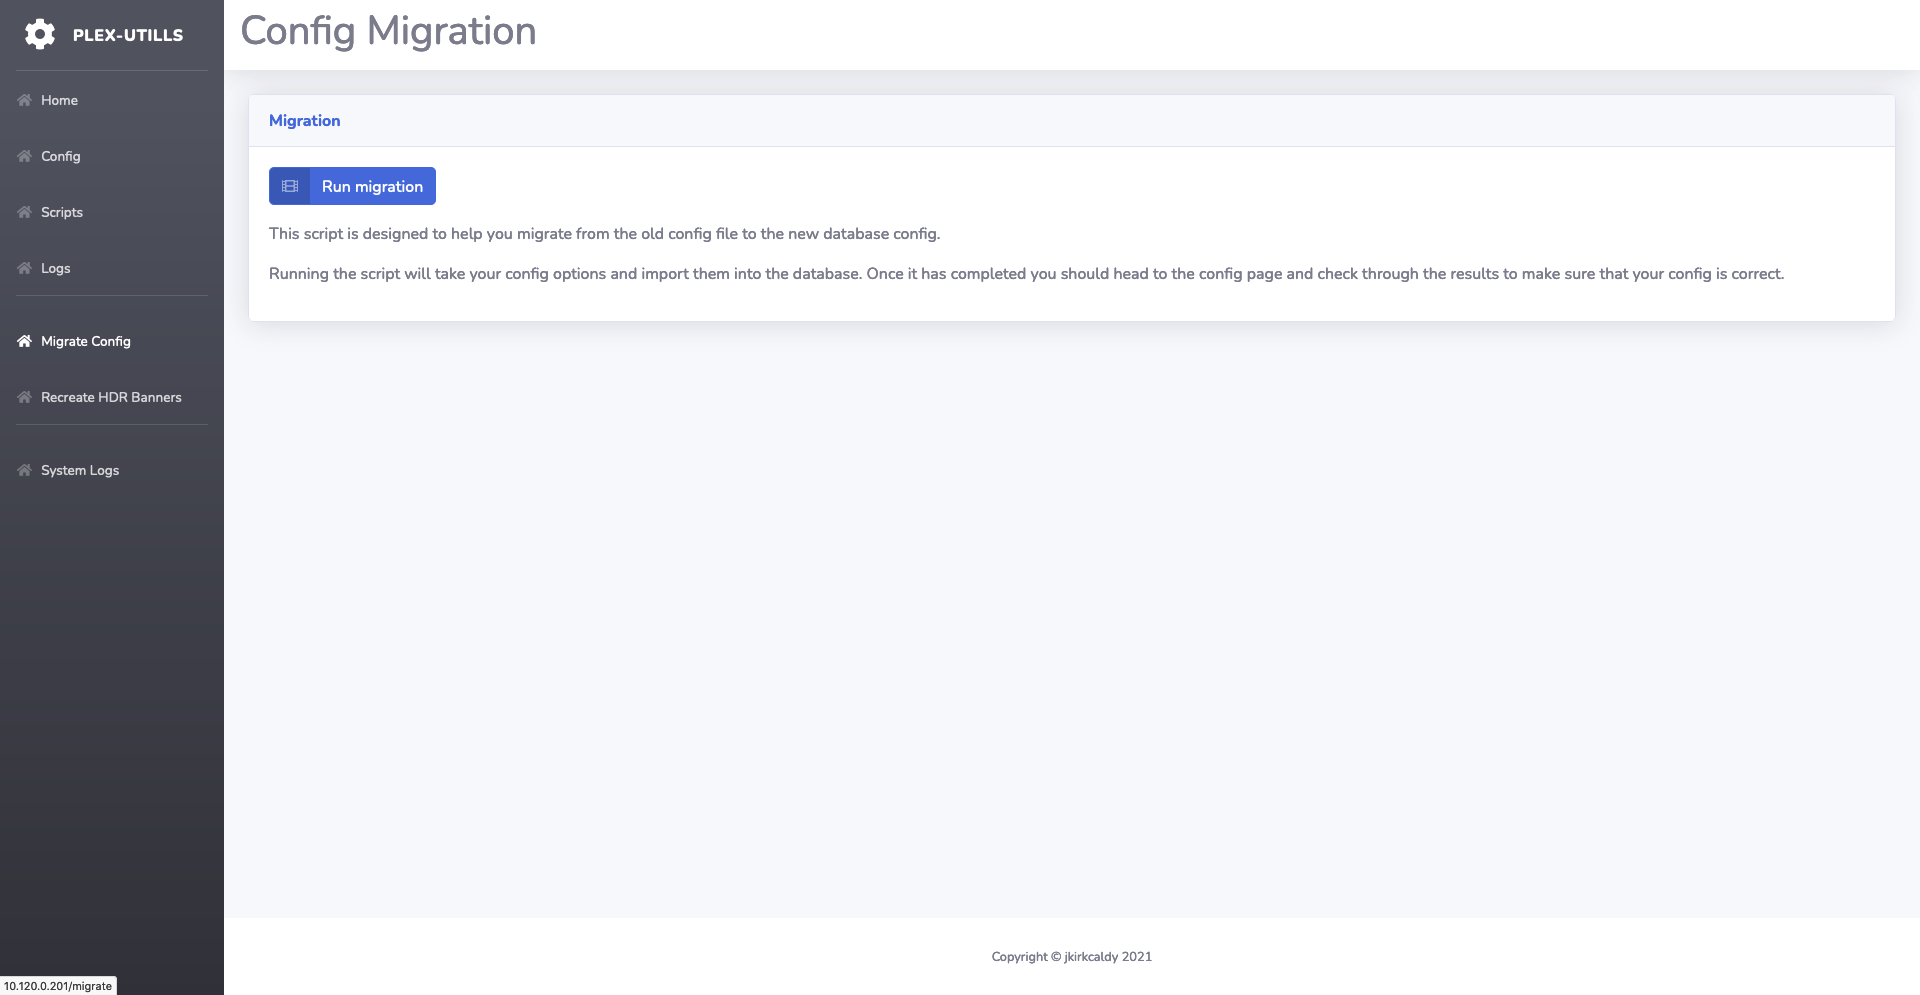 PLEX-UTILLS
Home
Config
Scripts
Logs
Migrate Config
Recreate HDR Banners
System Logs
Config Migration
Migration
Run migration
This script is designed to help you migrate from the old config file to the new database config.
Running the script will take your config options and import them into the database. Once it has completed you should head to the config page and check through the results to make sure that your config is correct.
Copyright © jkirkcaldy 2021
10.120.0.201/migrate